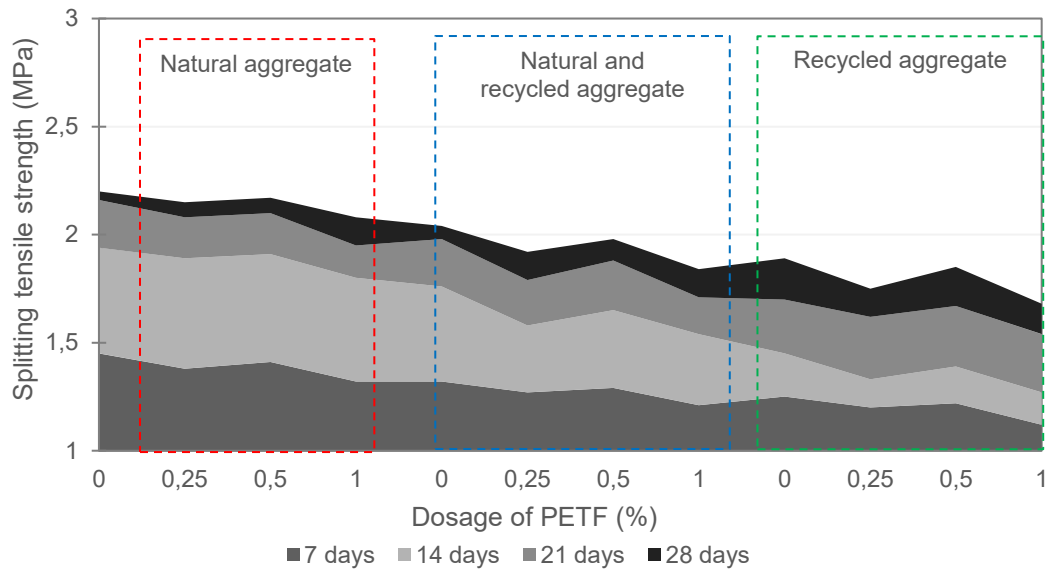 Splitting tensile strength (MPa)
3
2,5
2
1,5
1
Natural aggregate
Natural and
recycled aggregate
Recycled aggregate
0 0,25 0,5 1 0 0,25 0,5 1 0 0,25 0,5 1
Dosage of PETF (%)
7 days 14 days 21 days 28 days